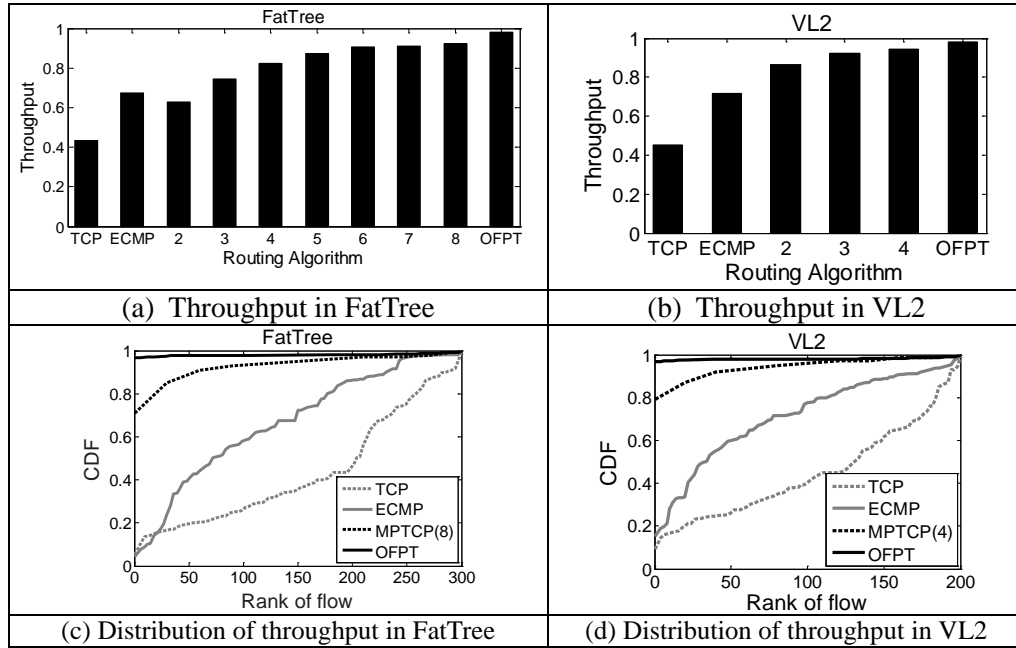 FatTree
Throughput
1
0.8
0.6
0.4
0.2
0
TCP ECMP 2 3 4 5 6 7 8 OFPT
Routing Algorithm
(a) Throughput in FatTree
VL2
Throughput
1
0.8
0.6
0.4
0.2
0
TCP ECMP 2 3 4 OFPT
Routing Algorithm
(b) Throughput in VL2
FatTree
CDF
1
0.8
0.6
0.4
0.2
0
TCP
ECMP
MPTCP(8)
OFPT
0 50 100 150 200 250 300
Rank of flow
(c) Distribution of throughput in FatTree
VL2
CDF
1
0.8
0.6
0.4
0.2
0
TCP
ECMP
MPTCP(4)
OFPT
0 50 100 150 200
Rank of flow
(d) Distribution of throughput in VL2